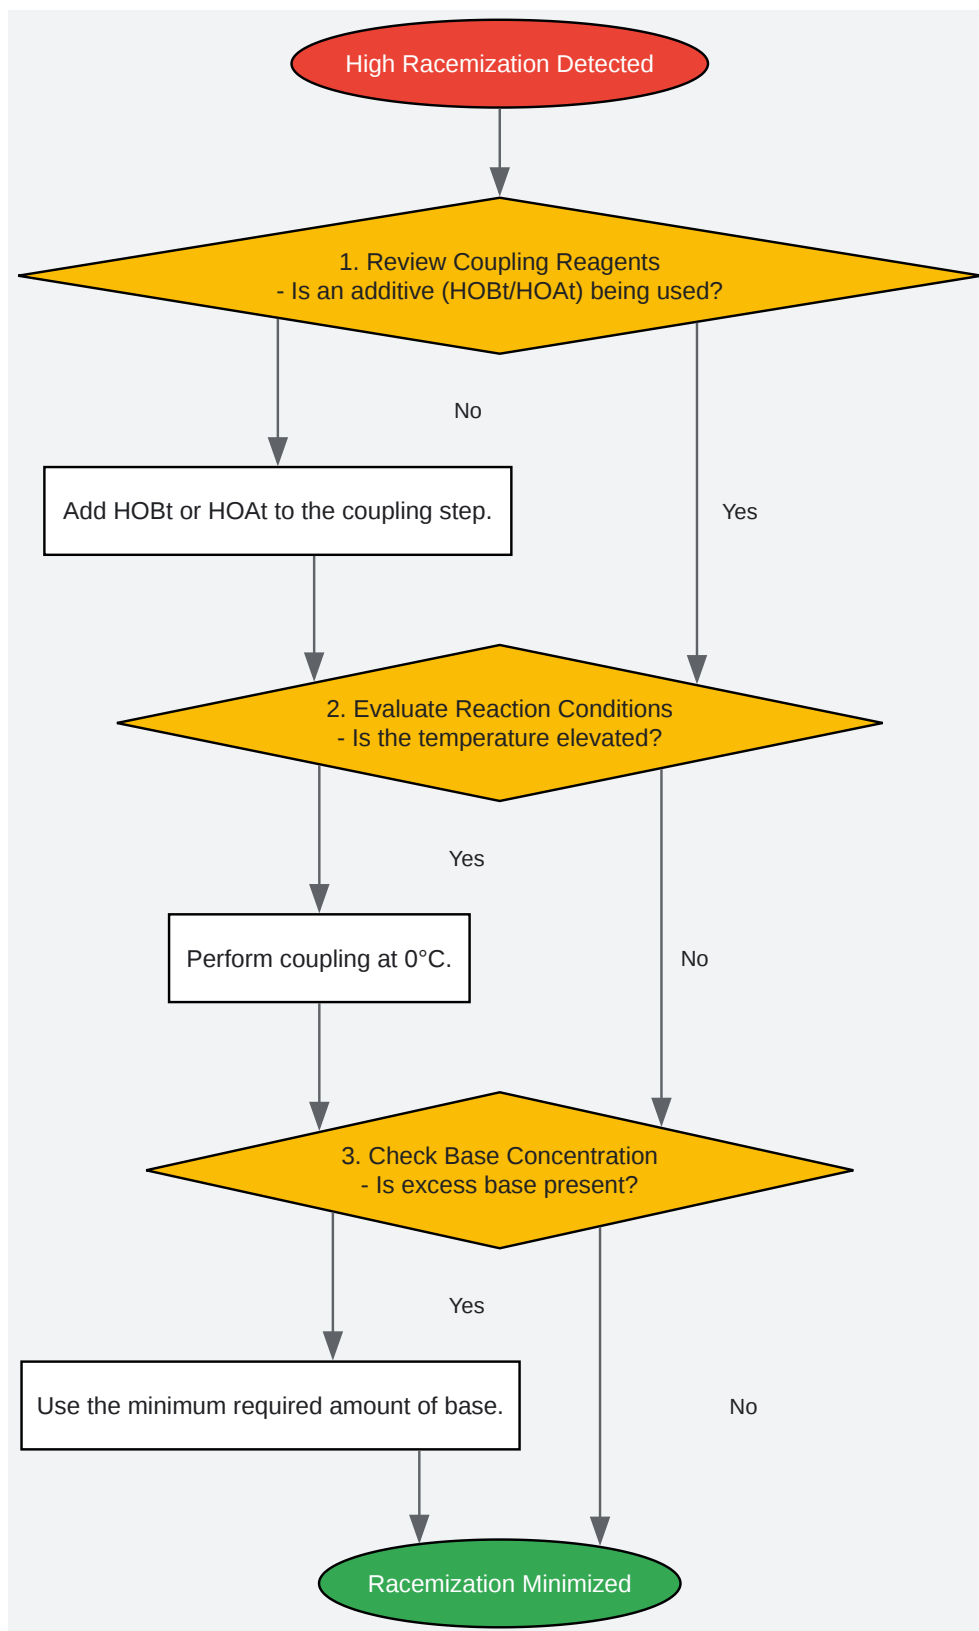 High Racemization Detected
1. Review Coupling Reagents
- Is an additive (HOBt/HOAt) being used?
No
Add HOBt or HOAt to the coupling step.
Yes
2. Evaluate Reaction Conditions
- Is the temperature elevated?
Yes
Perform coupling at 0°C.
No
3. Check Base Concentration
- Is excess base present?
Yes
Use the minimum required amount of base.
No
Racemization Minimized